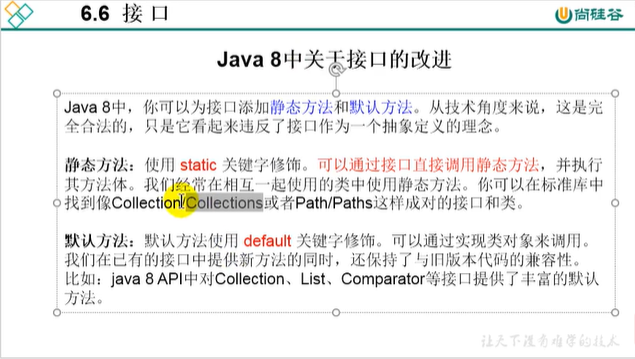 6.6 接 口
尚硅谷
Java 8中关于接口的改进
Java 8中，你可以为接口添加静态方法和默认方法。从技术角度来说，这是完
全合法的，只是它看起来违反了接口作为一个抽象定义的理念。
静态方法：使用 static 关键字修饰。可以通过接口直接调用静态方法，并执行
其方法体。我们经常在相互一起使用的类中使用静态方法。你可以在标准库中
找到像Collection/Collections或者Path/Paths这样成对的接口和类。
默认方法：默认方法使用 default 关键字修饰。可以通过实现类对象来调用。
我们在已有的接口中提供新方法的同时，还保持了与旧版本代码的兼容性。
比如：java 8 API中对Collection、List、Comparator等接口提供了丰富的默认
方法。
让天下没有难学的技术